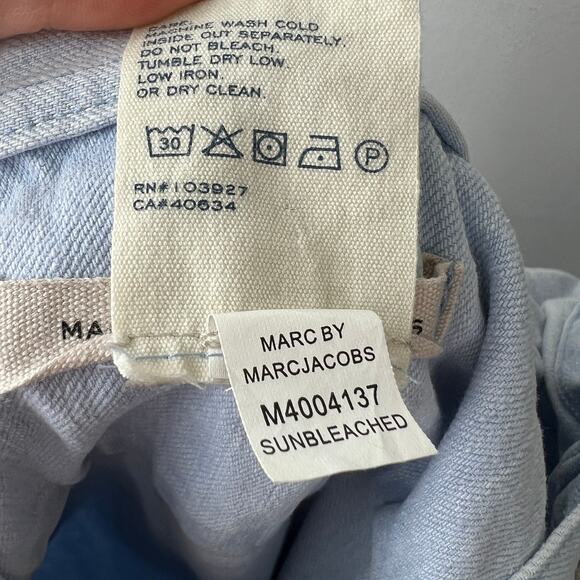 CARE:
MACHINE WASH COLD
INSIDE OUT SEPARATELY.
DO NOT BLEACH.
TUMBLE DRY LOW.
LOW IRON.
OR DRY CLEAN.
30 P
RN#103927
CA#40634
MA S
MARC BY
MARCJACOBS
M4004137
SUNBLEACHED